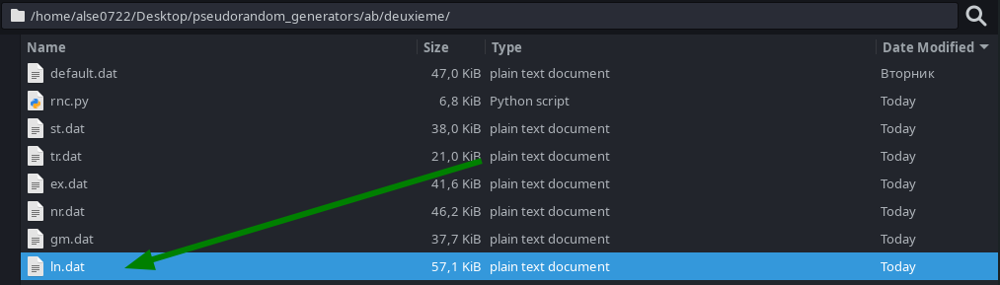 /home/alse0722/Desktop/pseudorandom_generators/ab/deuxieme/
Name Size Type Date Modified
default.dat 47,0 KiB plain text document Вторник
rnc.py 6,8 KiB Python script Today
st.dat 38,0 KiB plain text document Today
tr.dat 21,0 KiB plain text document Today
ex.dat 41,6 KiB plain text document Today
nr.dat 46,2 KiB plain text document Today
gm.dat 37,7 KiB plain text document Today
ln.dat 57,1 KiB plain text document Today